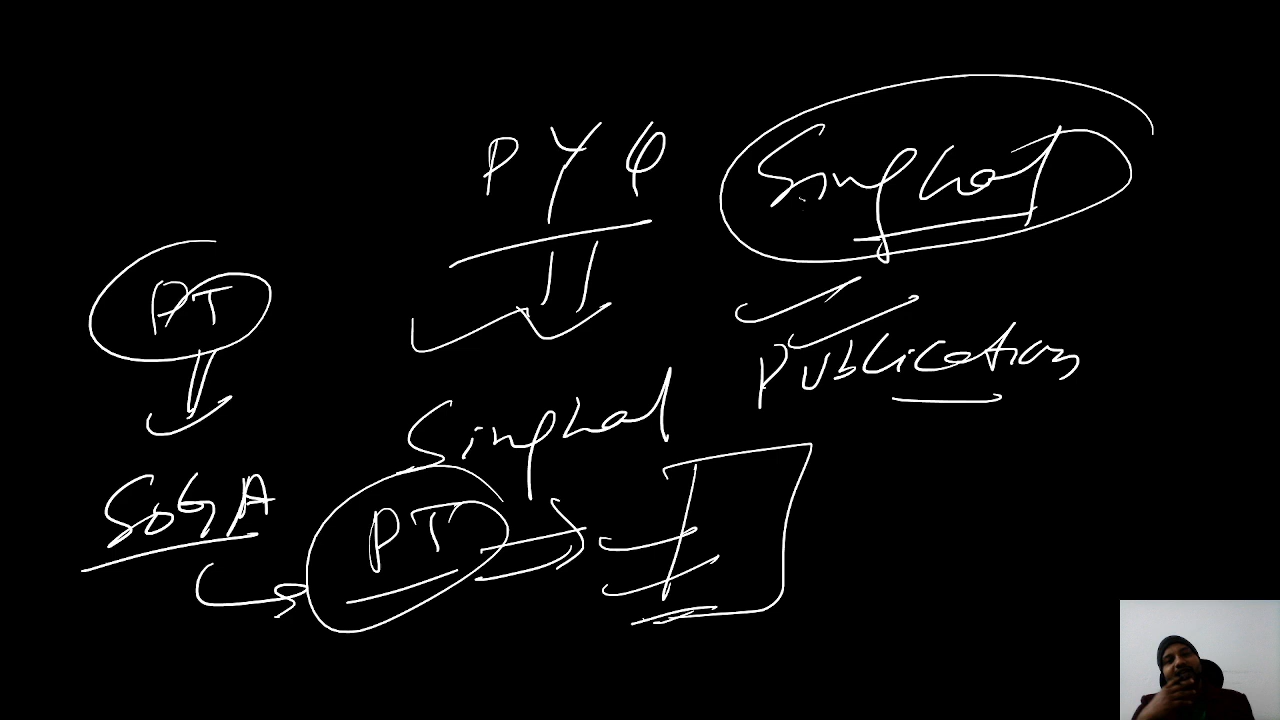 PYQ
Singhal
PT
Publication
Singhal
SOGA
PT